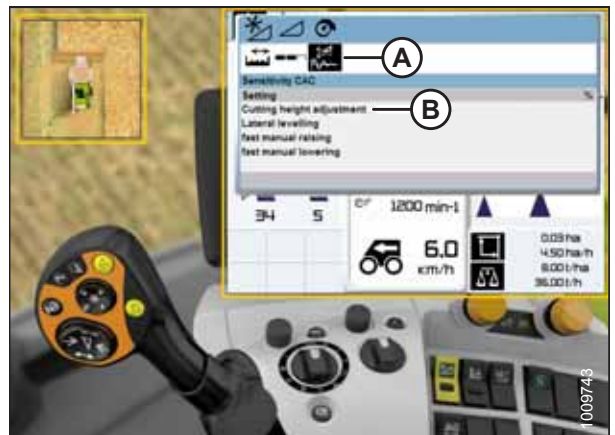 A
Sensitivity CAC
Setting %
Cutting height adjustment
B
Lateral levelling
fast manual raising
fast manual lowering
34 5
1200 min-1
6.0
km/h
0.03 ha
4.50 ha/h
8.00 t/ha
36.00 t/h
1009743